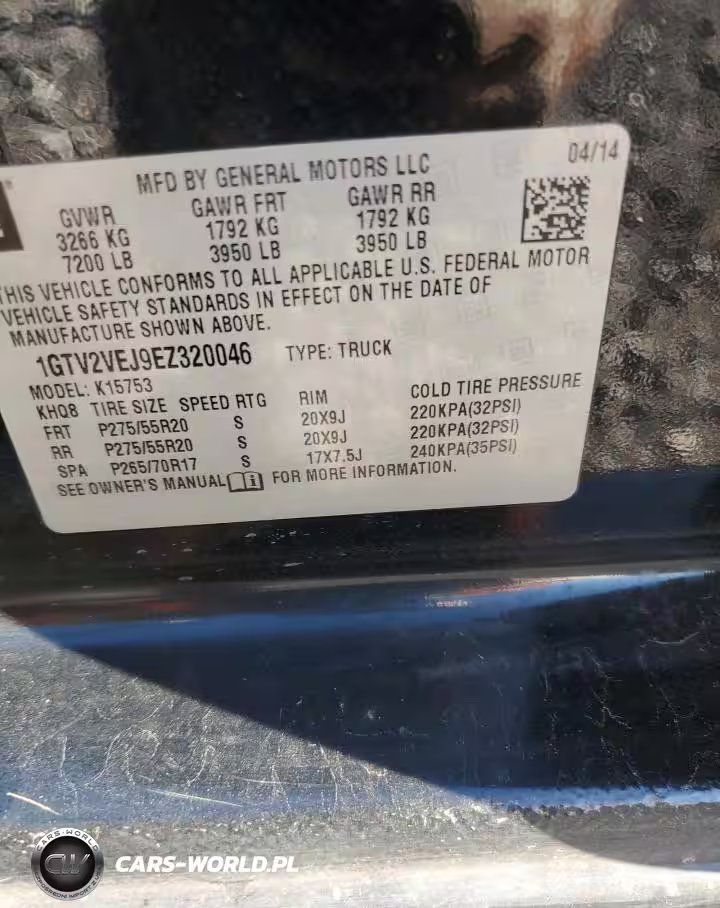 MFD BY GENERAL MOTORS LLC 04/14
GVWR GAWR FRT GAWR RR
3266 KG 1792 KG 1792 KG
7200 LB 3950 LB 3950 LB
THIS VEHICLE CONFORMS TO ALL APPLICABLE U.S. FEDERAL MOTOR
VEHICLE SAFETY STANDARDS IN EFFECT ON THE DATE OF
MANUFACTURE SHOWN ABOVE.
1GTV2VEJ9EZ320046 TYPE: TRUCK
MODEL: K15753
KHQ8 TIRE SIZE SPEED RTG RIM COLD TIRE PRESSURE
FRT P275/55R20 S 20X9J 220KPA(32PSI)
RR P275/55R20 S 20X9J 220KPA(32PSI)
SPA P265/70R17 S 17X7.5J 240KPA(35PSI)
SEE OWNER'S MANUAL FOR MORE INFORMATION.
CARS-WORLD
CW
CARS-WORLD.PL